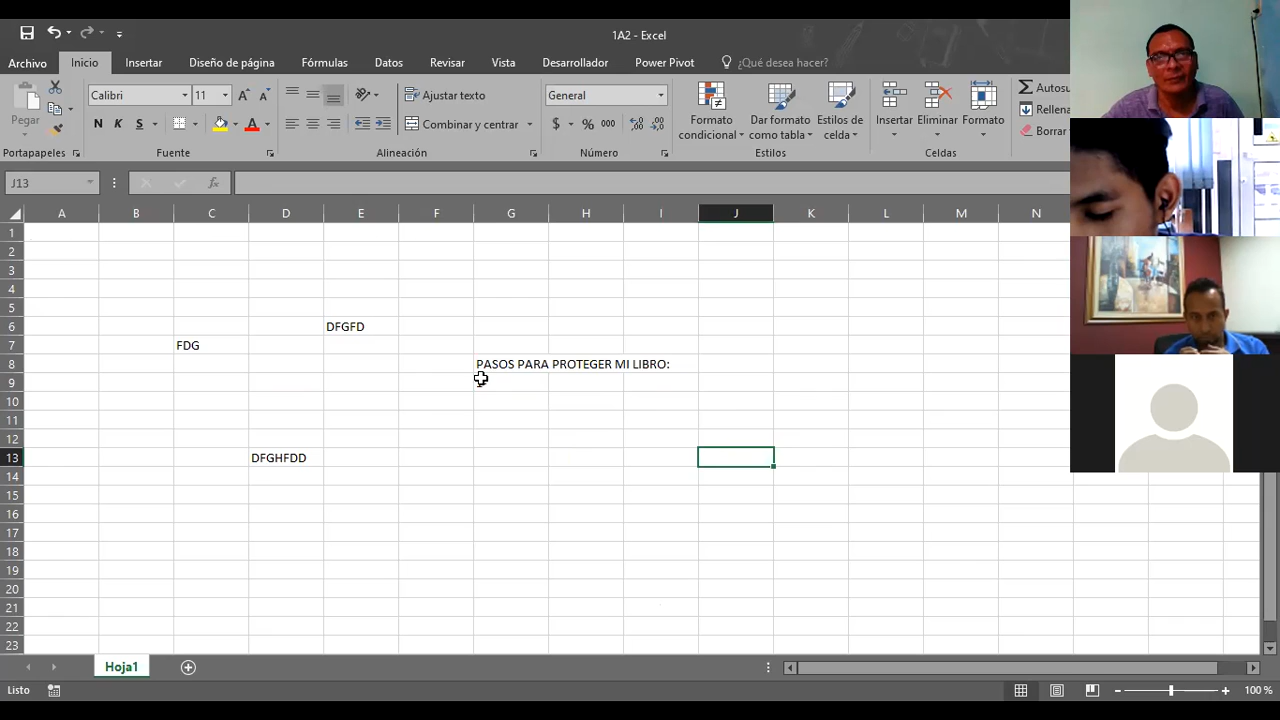 1A2 - Excel
Archivo Inicio Insertar Diseño de página Fórmulas Datos Revisar Vista Desarrollador Power Pivot ¿Qué desea hacer?
Pegar
Calibri 11
N K S
Ajustar texto
Combinar y centrar
General
$ % 000
Formato condicional
Dar formato como tabla
Estilos de celda
Insertar Eliminar Formato
Autosu
Rellena
Borrar
Portapapeles Fuente Alineación Número Estilos Celdas
J13 fx
A B C D E F G H I J K L M N
1
2
3
4
5
6 DFGFD
7 FDG
8 PASOS PARA PROTEGER MI LIBRO:
9
10
11
12
13 DFGHFDD
14
15
16
17
18
19
20
21
22
23
Hoja1
Listo 100 %